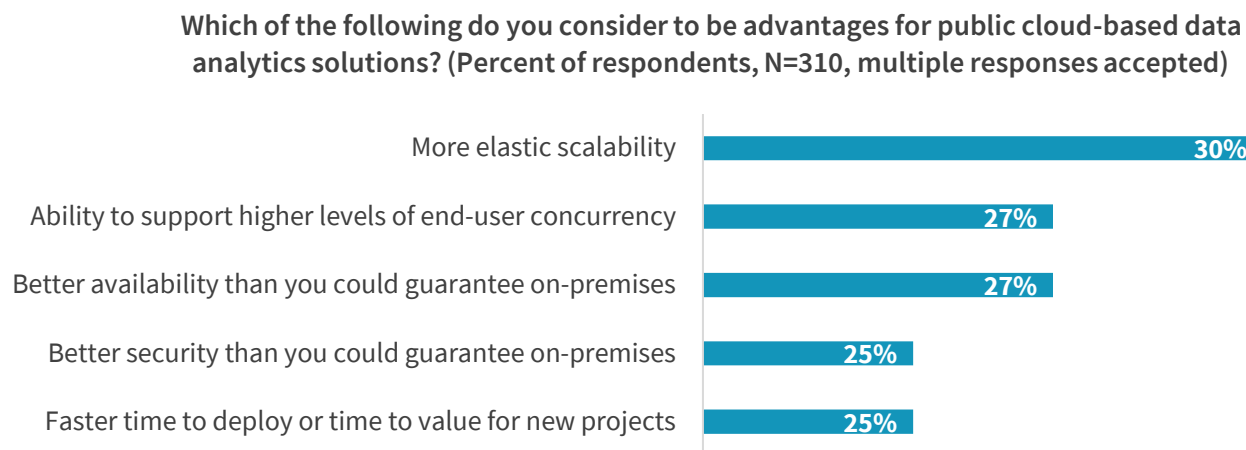 Which of the following do you consider to be advantages for public cloud-based data
analytics solutions? (Percent of respondents, N=310, multiple responses accepted)
More elastic scalability 30%
Ability to support higher levels of end-user concurrency 27%
Better availability than you could guarantee on-premises 27%
Better security than you could guarantee on-premises 25%
Faster time to deploy or time to value for new projects 25%